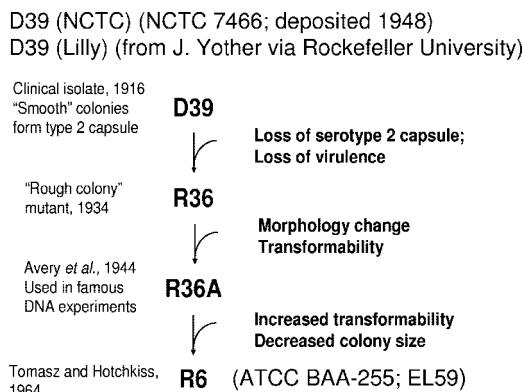 D39 (NCTC) (NCTC 7466; deposited 1948)
D39 (Lilly) (from J. Yother via Rockefeller University)
Clinical isolate, 1916
"Smooth" colonies
form type 2 capsule
D39
Loss of serotype 2 capsule;
Loss of virulence
"Rough colony"
mutant, 1934
R36
Morphology change
Transformability
Avery et al., 1944
Used in famous
DNA experiments
R36A
Increased transformability
Decreased colony size
Tomasz and Hotchkiss,
1964
R6 (ATCC BAA-255; EL59)